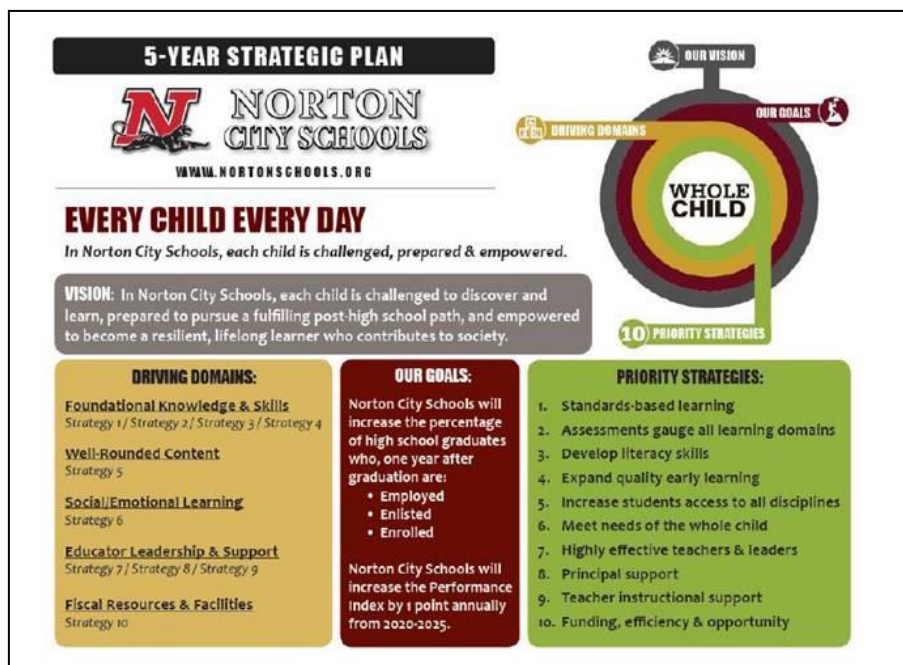 5-YEAR STRATEGIC PLAN
N NORTON
CITY SCHOOLS
WWW.NORTONSCHOOLS.ORG
EVERY CHILD EVERY DAY
In Norton City Schools, each child is challenged, prepared & empowered.
VISION: In Norton City Schools, each child is challenged to discover and
learn, prepared to pursue a fulfilling post-high school path, and empowered
to become a resilient, lifelong learner who contributes to society.
OUR VISION
OUR GOALS
DRIVING DOMAINS
WHOLE
CHILD
10 PRIORITY STRATEGIES
DRIVING DOMAINS:
Foundational Knowledge & Skills
Strategy 1 / Strategy 2 / Strategy 3 / Strategy 4
Well-Rounded Content
Strategy 5
Social/Emotional Learning
Strategy 6
Educator Leadership & Support
Strategy 7 / Strategy 8 / Strategy 9
Fiscal Resources & Facilities
Strategy 10
OUR GOALS:
Norton City Schools will
increase the percentage
of high school graduates
who, one year after
graduation are:
• Employed
• Enlisted
• Enrolled
Norton City Schools will
increase the Performance
Index by 1 point annually
from 2020-2025.
PRIORITY STRATEGIES:
1. Standards-based learning
2. Assessments gauge all learning domains
3. Develop literacy skills
4. Expand quality early learning
5. Increase students access to all disciplines
6. Meet needs of the whole child
7. Highly effective teachers & leaders
8. Principal support
9. Teacher instructional support
10. Funding, efficiency & opportunity